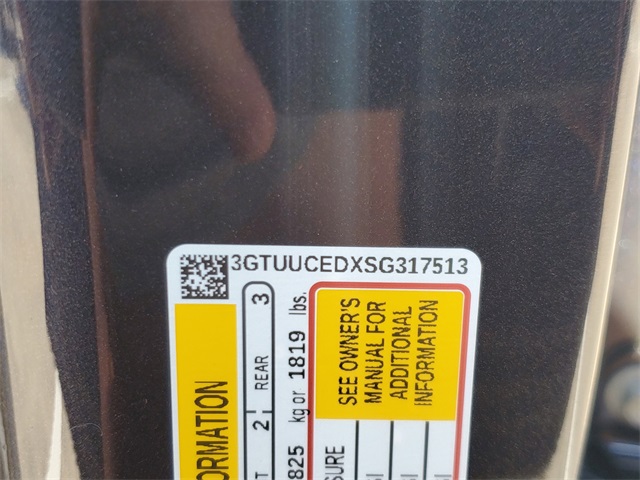 3GTUUCEDXSG317513
ORMATION
T 2 REAR 3
825 kg or 1819 lbs.
SEE OWNER'S
MANUAL FOR
ADDITIONAL
INFORMATION
SURE